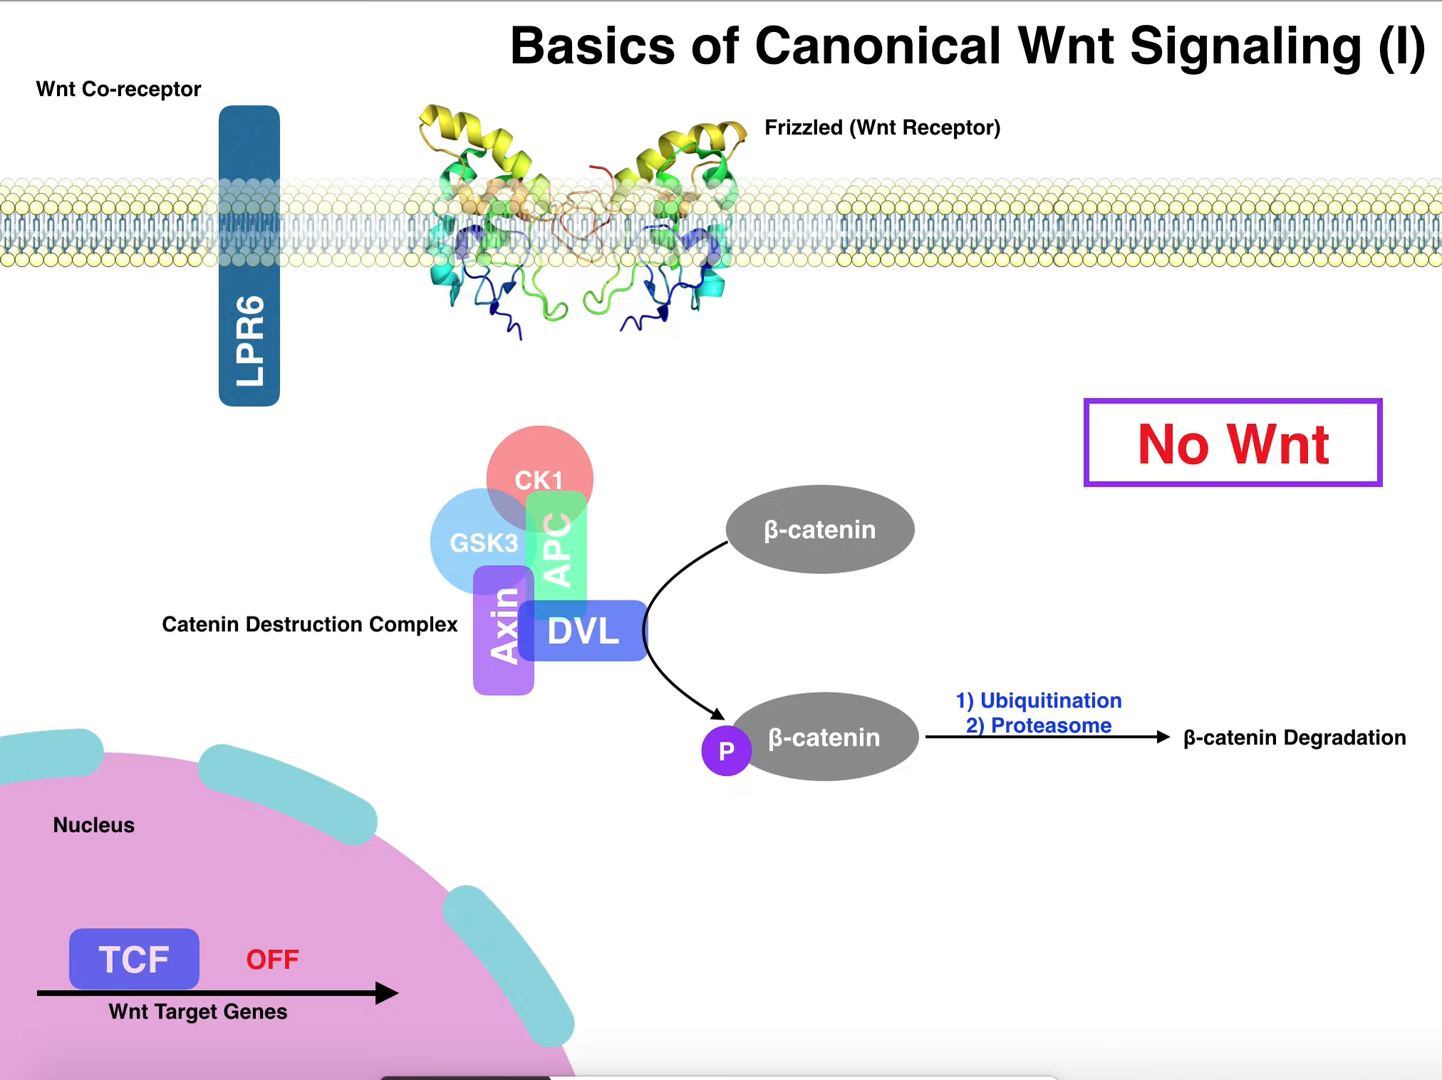 Basics of Canonical Wnt Signaling (I)
Wnt Co-receptor
Frizzled (Wnt Receptor)
LPR6
No Wnt
CK1
GSK3
APC
β-catenin
Axin
Catenin Destruction Complex
DVL
1) Ubiquitination
2) Proteasome
P
β-catenin
β-catenin Degradation
Nucleus
TCF
OFF
Wnt Target Genes